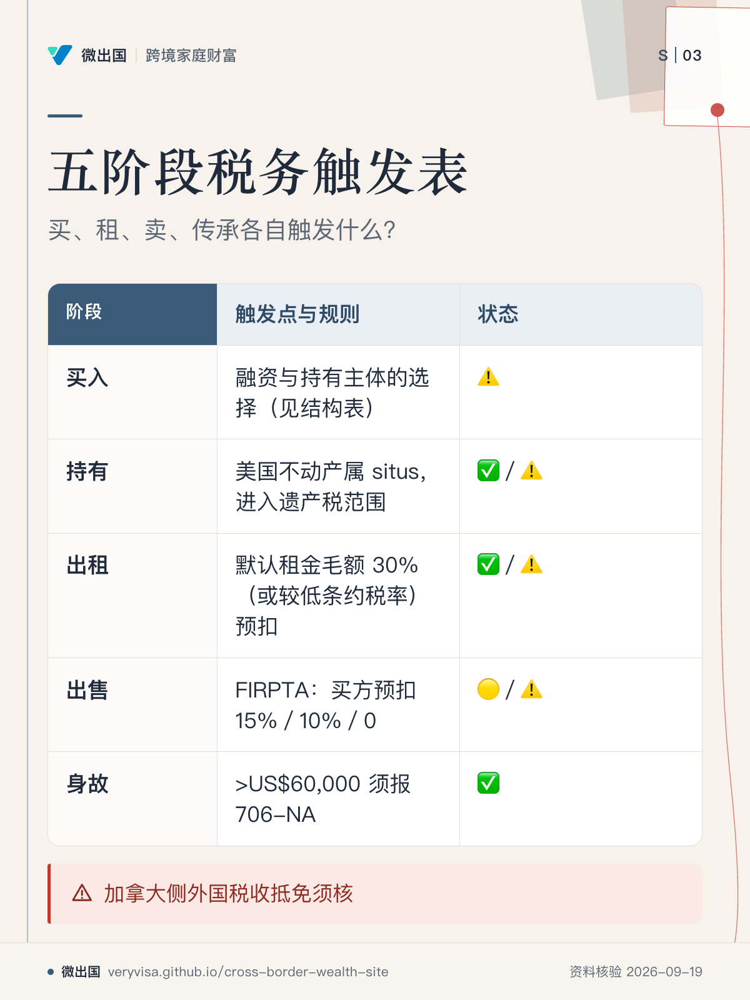 微出国 | 跨境家庭财富
S | 03
五阶段税务触发表
买、租、卖、传承各自触发什么?
阶段
触发点与规则
状态
买入
融资与持有主体的选
择（见结构表）
⚠️
持有
美国不动产属 situs,
进入遗产税范围
✅ / ⚠️
出租
默认租金毛额 30%
（或较低条约税率）
预扣
✅ / ⚠️
出售
FIRPTA：买方预扣
15% / 10% / 0
🟡 / ⚠️
身故
>US$60,000 须报
706-NA
✅
⚠ 加拿大侧外国税收抵免须核
微出国 veryvisa.github.io/cross-border-wealth-site
资料核验 2026-09-19